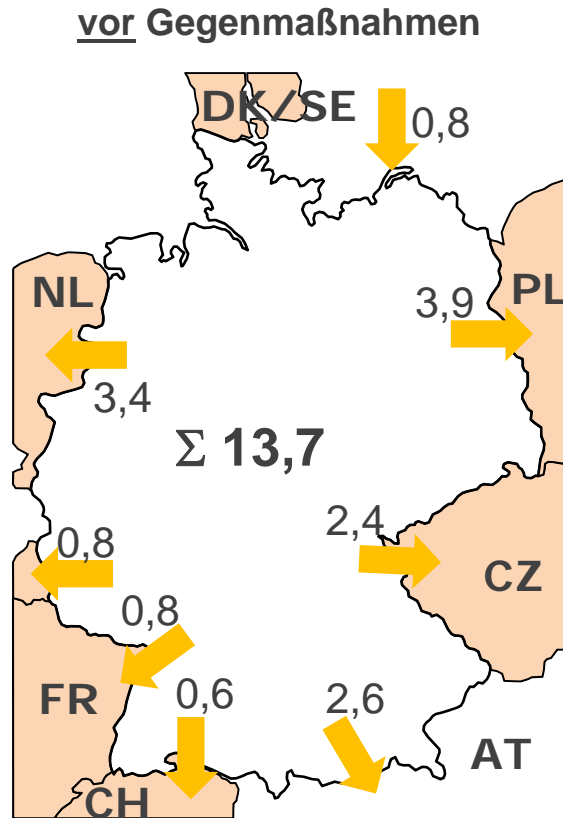 vor Gegenmaßnahmen
DK/SE
0,8
NL
PL
3,9
3,4
Σ 13,7
2,4
0,8
CZ
0,8
FR
0,6
2,6
AT
CH